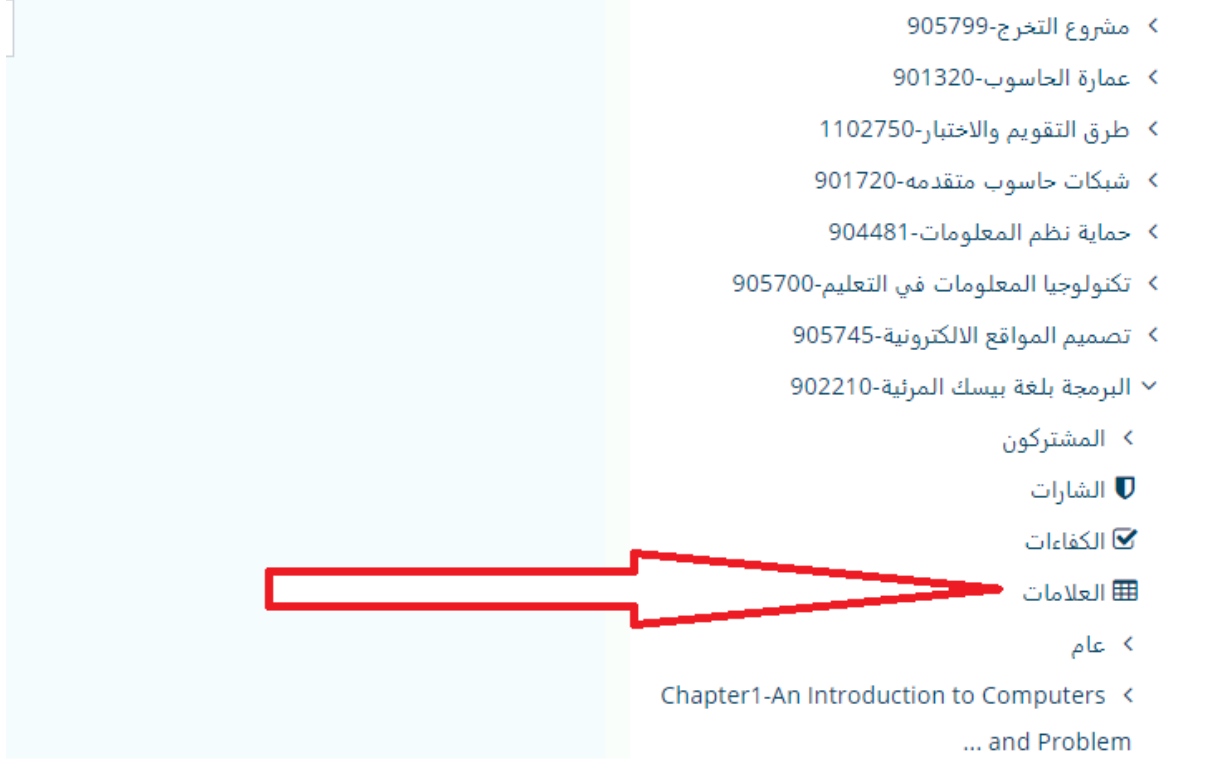 مشروع التخرج-905799
عمارة الحاسوب-901320
طرق التقويم والاختبار-1102750
شبكات حاسوب متقدمه-901720
حماية نظم المعلومات-904481
تكنولوجيا المعلومات في التعليم-905700
تصميم المواقع الالكترونية-905745
البرمجة بلغة بيسك المرئية-902210
المشتركون
الشارات
الكفاءات
العلامات
عام
Chapter1-An Introduction to Computers
and Problem ...